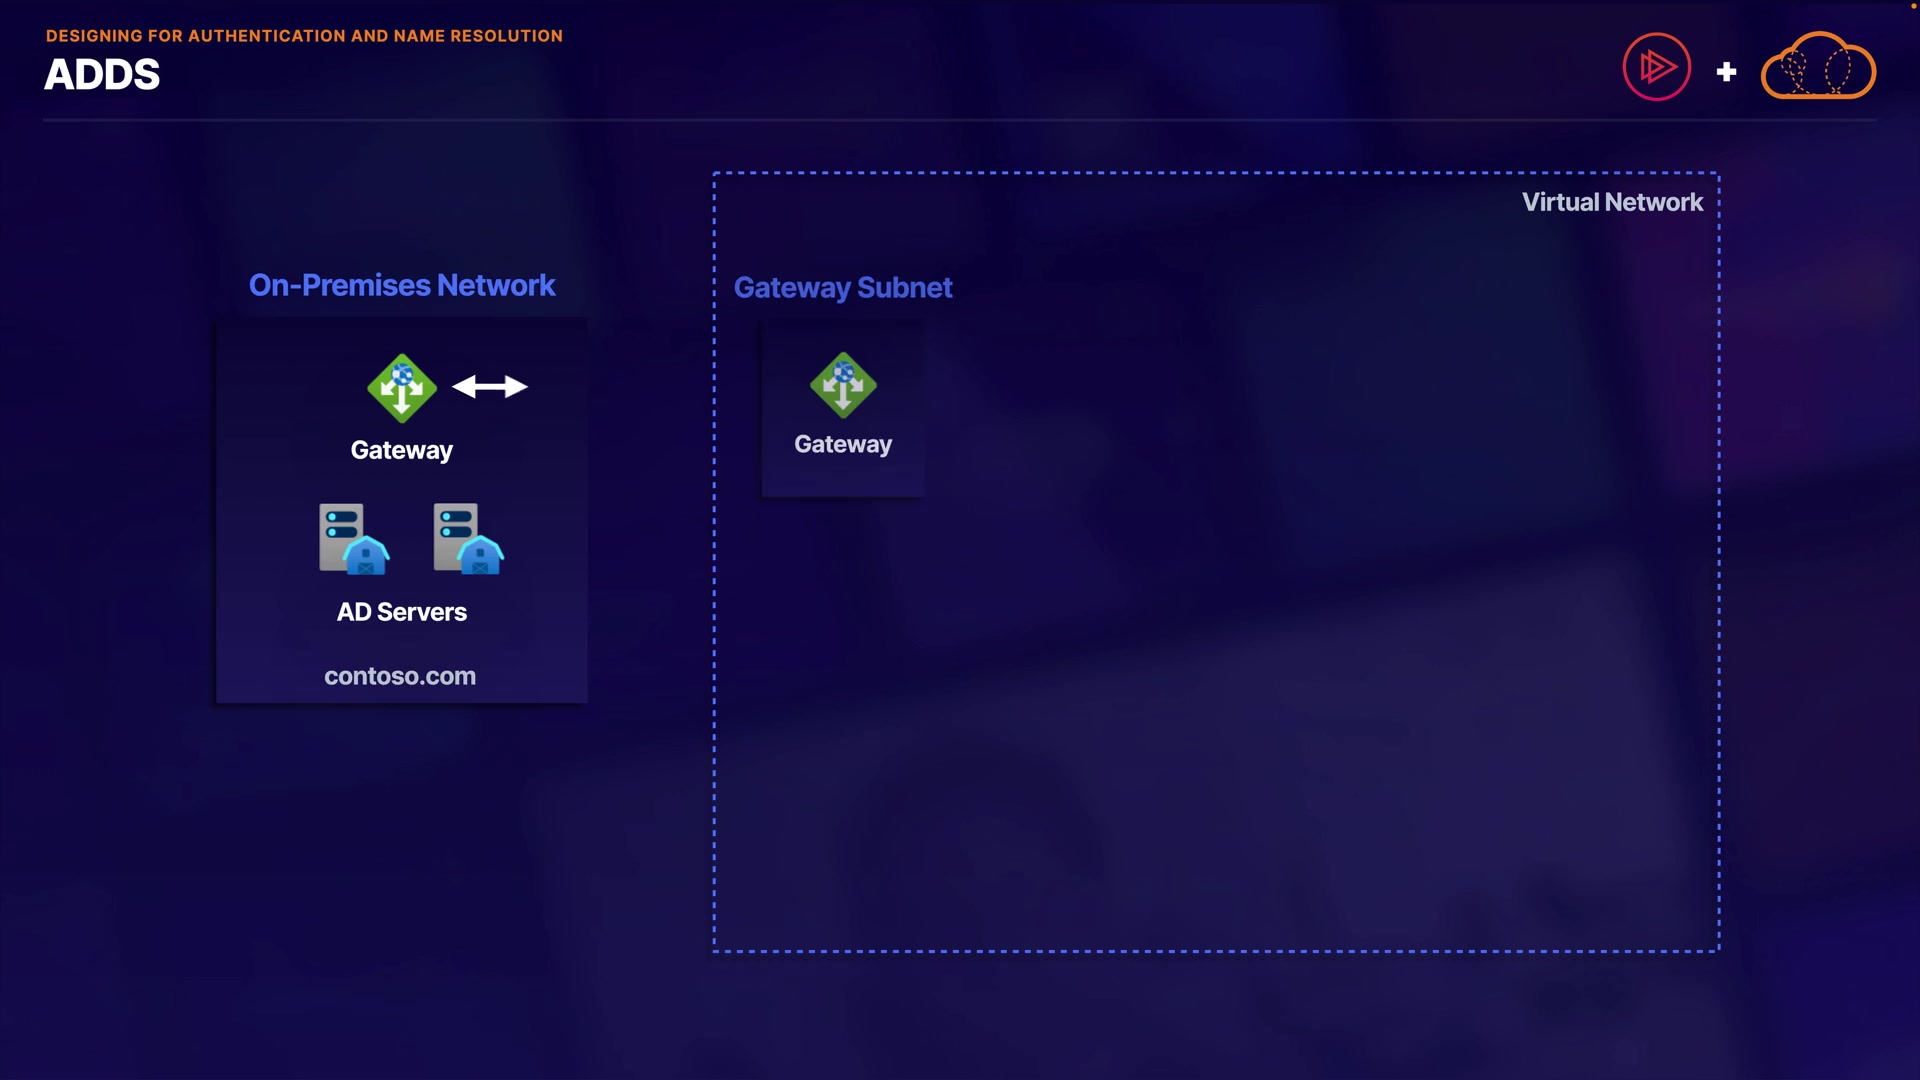 DESIGNING FOR AUTHENTICATION AND NAME RESOLUTION
ADDS
Virtual Network
On-Premises Network
Gateway Subnet
Gateway
Gateway
AD Servers
contoso.com